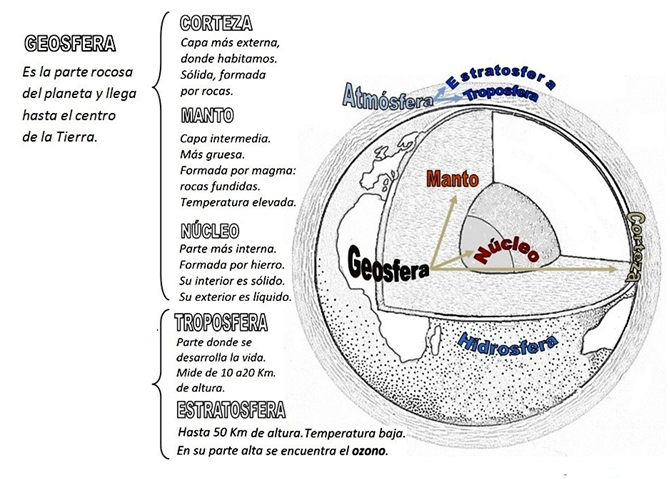 GEOSFERA
Es la parte rocosa
del planeta y llega
hasta el centro
de la Tierra.
CORTEZA
Capa más externa,
donde habitamos.
Sólida, formada
por rocas.
MANTO
Capa intermedia.
Más gruesa.
Formada por magma:
rocas fundidas.
Temperatura elevada.
NÚCLEO
Parte más interna.
Formada por hierro.
Su interior es sólido.
Su exterior es líquido.
TROPOSFERA
Parte donde se
desarrolla la vida.
Mide de 10 a20 Km.
de altura.
ESTRATOSFERA
Hasta 50 Km de altura.Temperatura baja.
En su parte alta se encuentra el ozono.
Estratosfera
Atmósfera
Troposfera
Manto
Corteza
Núcleo
Geosfera
Hidrosfera